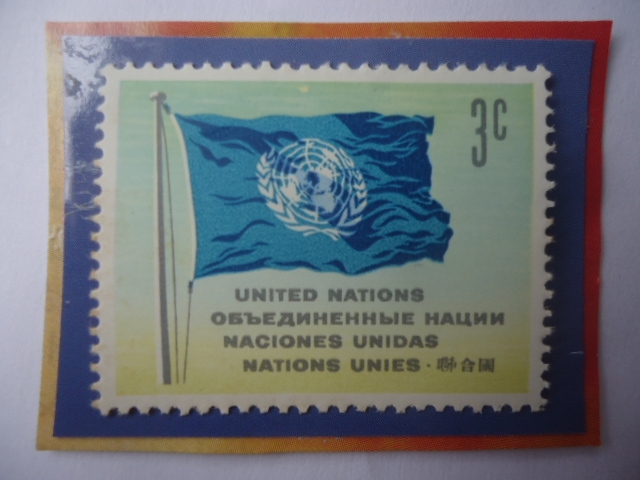 3c
UNITED NATIONS
ОБЪЕДИНЕННЫЕ НАЦИИ
NACIONES UNIDAS
NATIONS UNIES · 聯合國